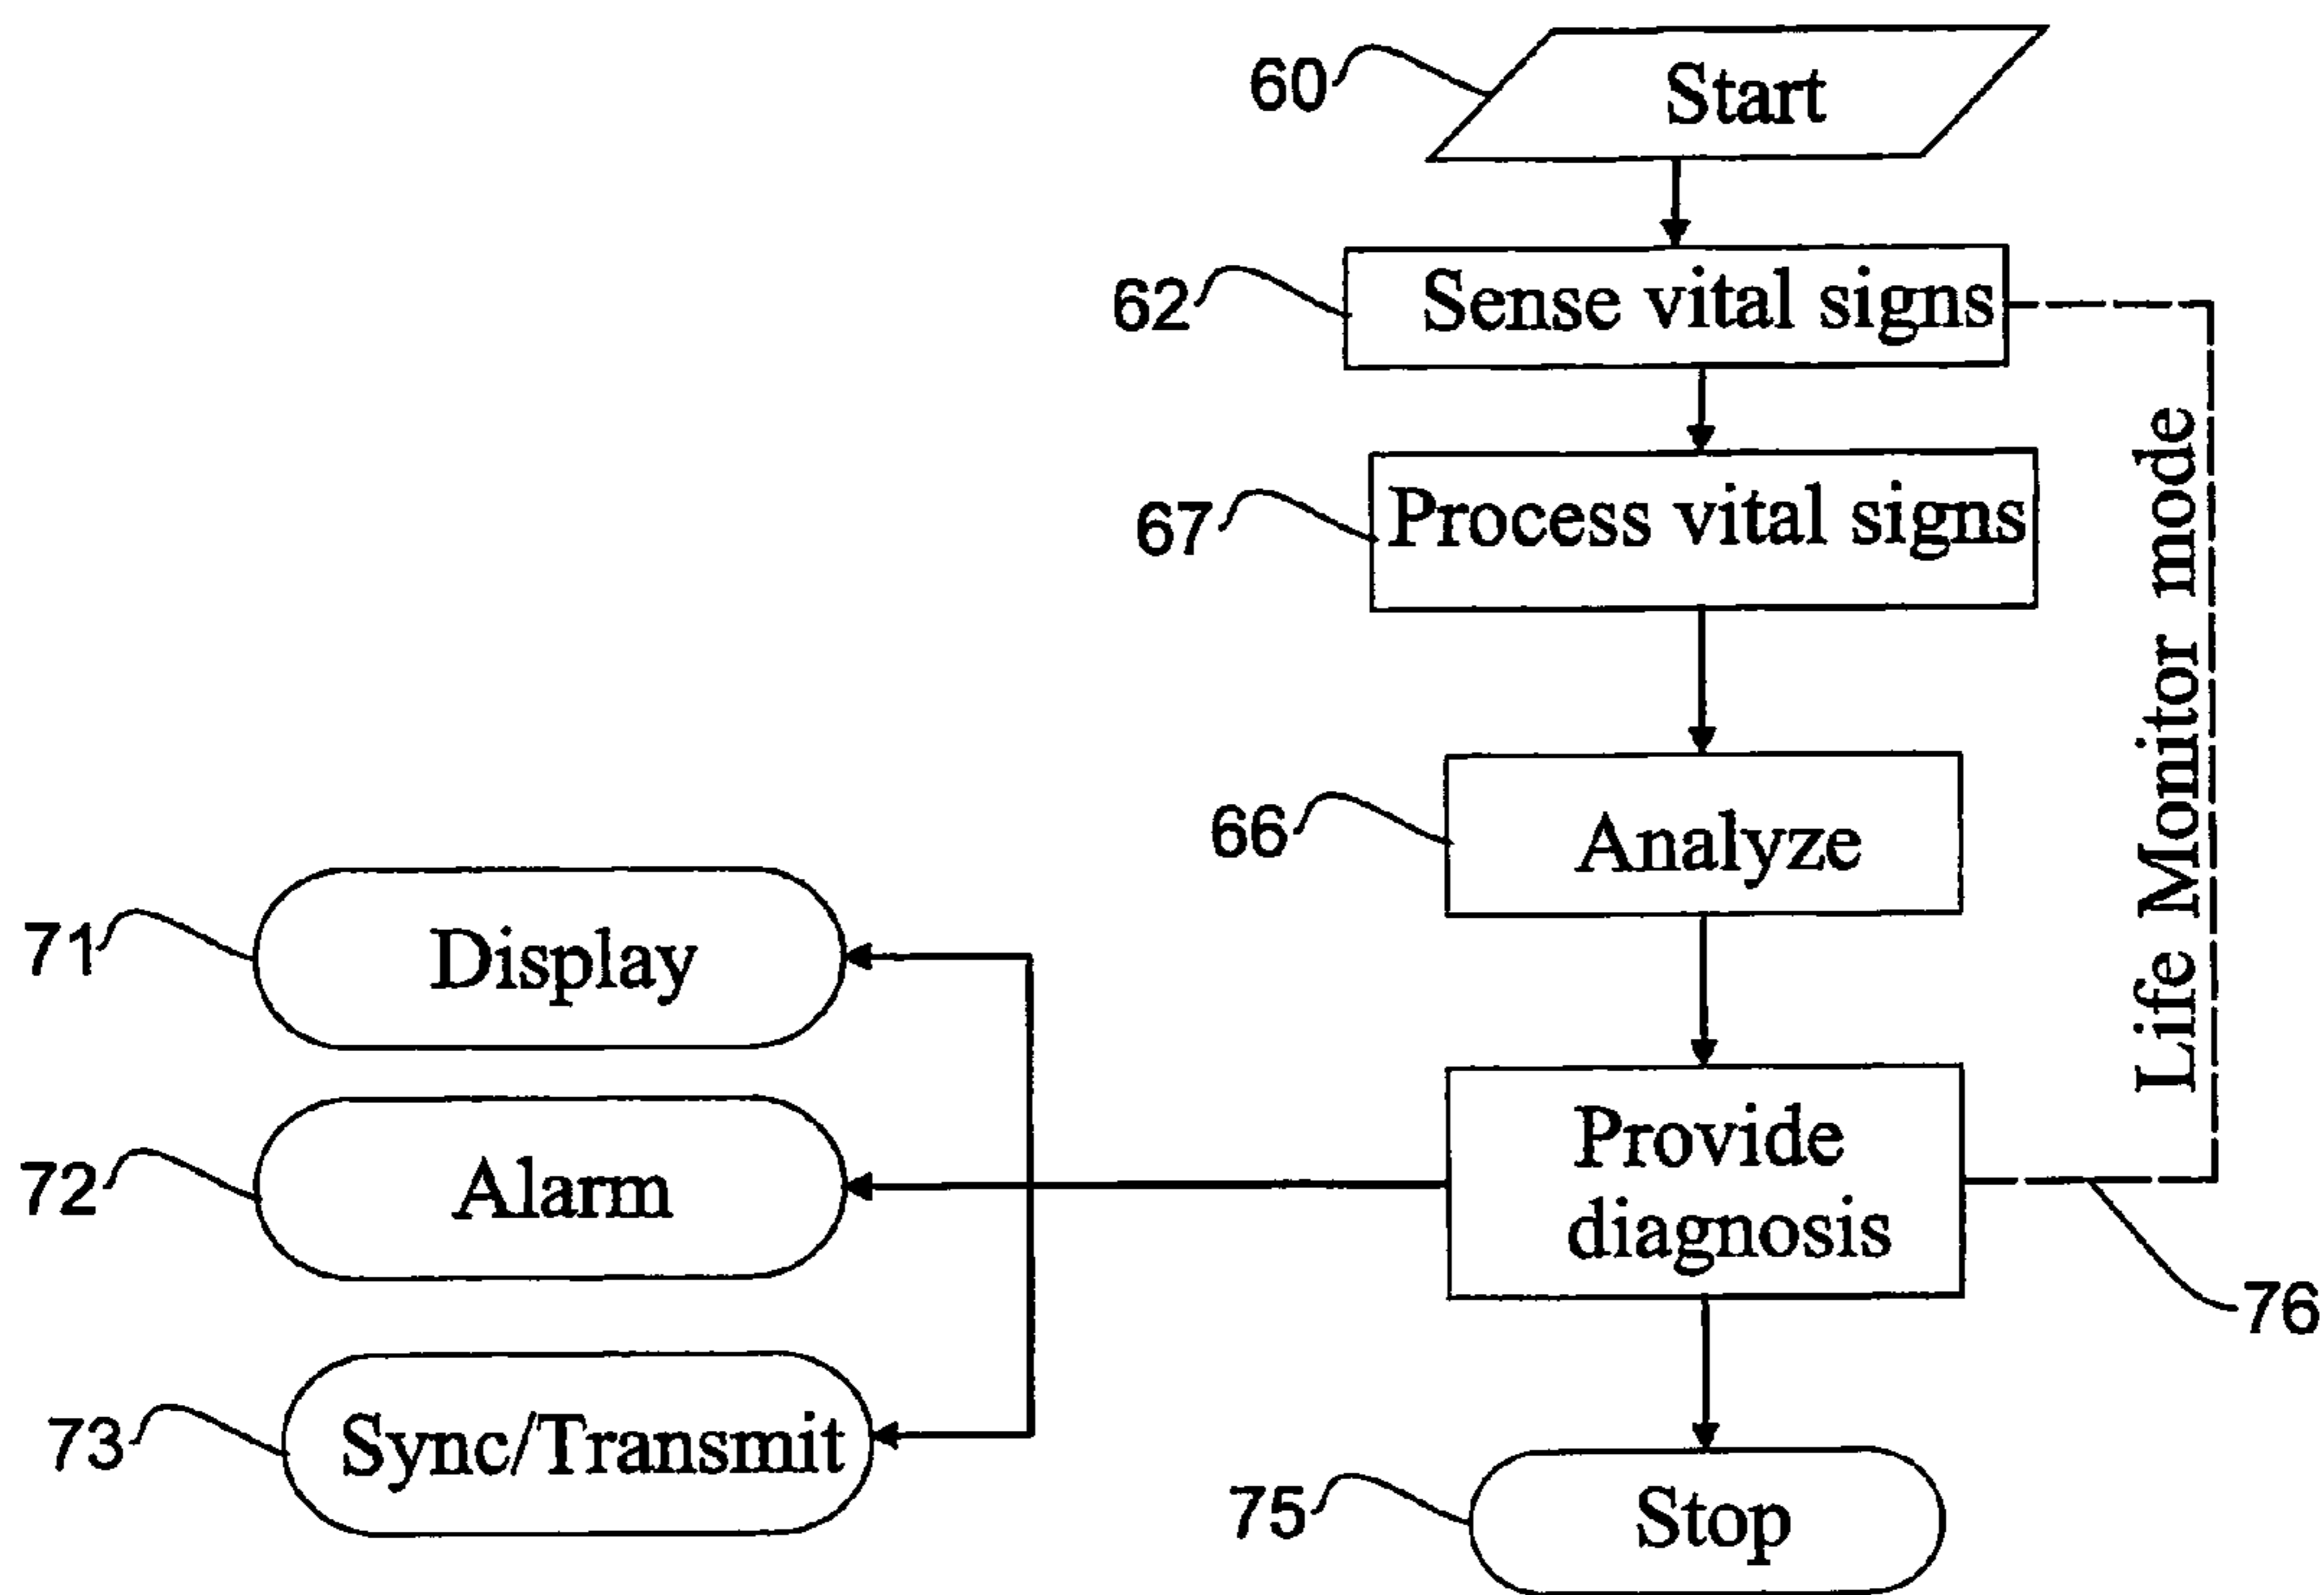 60
Start
62
Sense vital signs
67
Process vital signs
Life Monitor mode
66
Analyze
71
Display
Provide
diagnosis
72
Alarm
76
73
Sync/Transmit
75
Stop